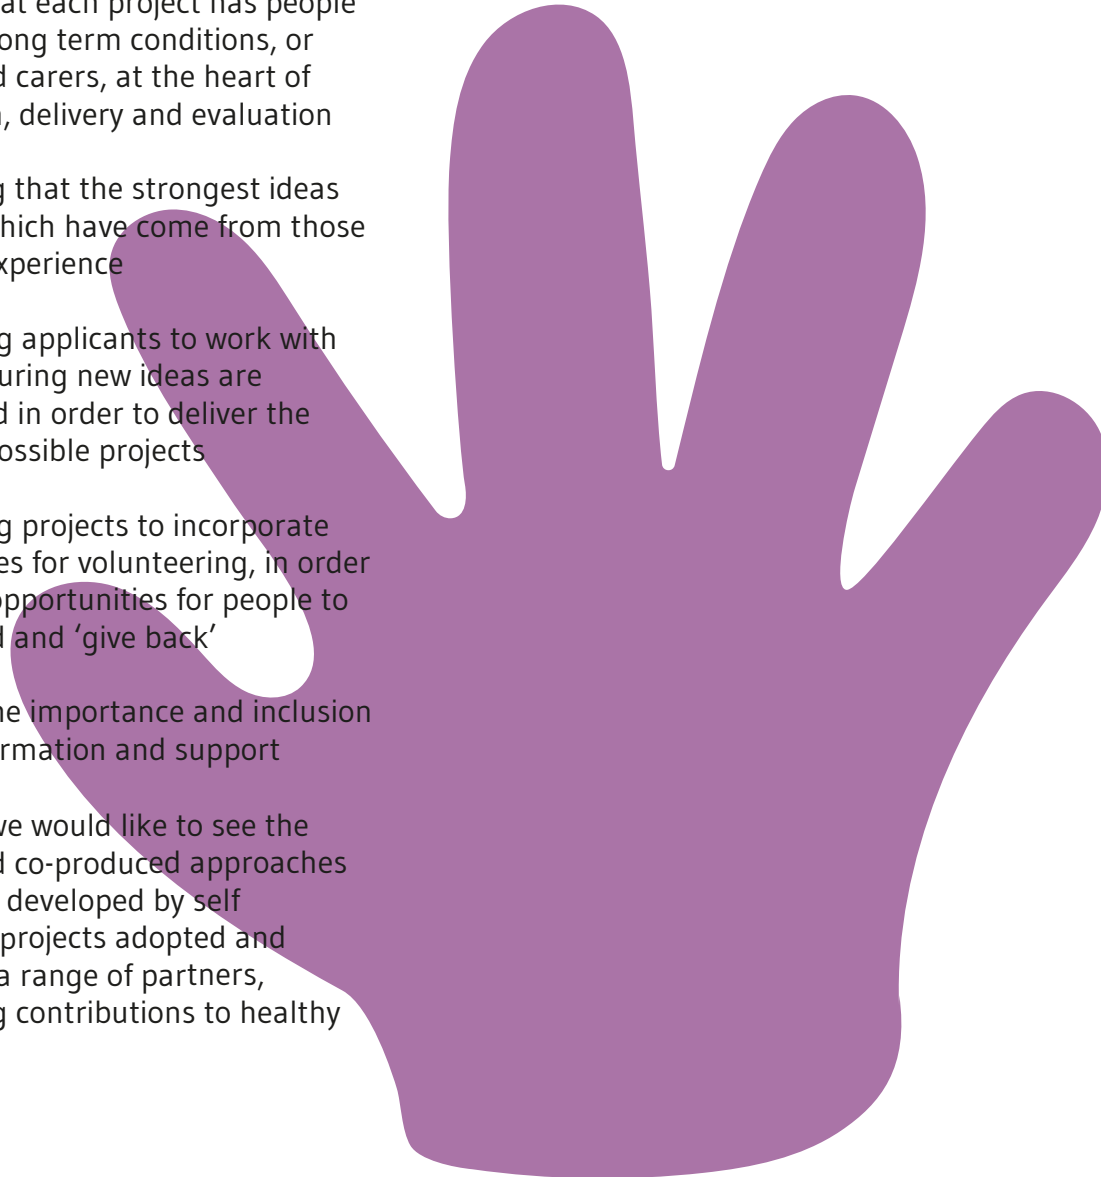 at each project has people
ong term conditions, or
d carers, at the heart of
, delivery and evaluation
g that the strongest ideas
hich have come from those
xperience
g applicants to work with
uring new ideas are
d in order to deliver the
ossible projects
g projects to incorporate
es for volunteering, in order
opportunities for people to
d and ‘give back’
he importance and inclusion
rmation and support
we would like to see the
d co-produced approaches
developed by self
projects adopted and
a range of partners,
g contributions to healthy